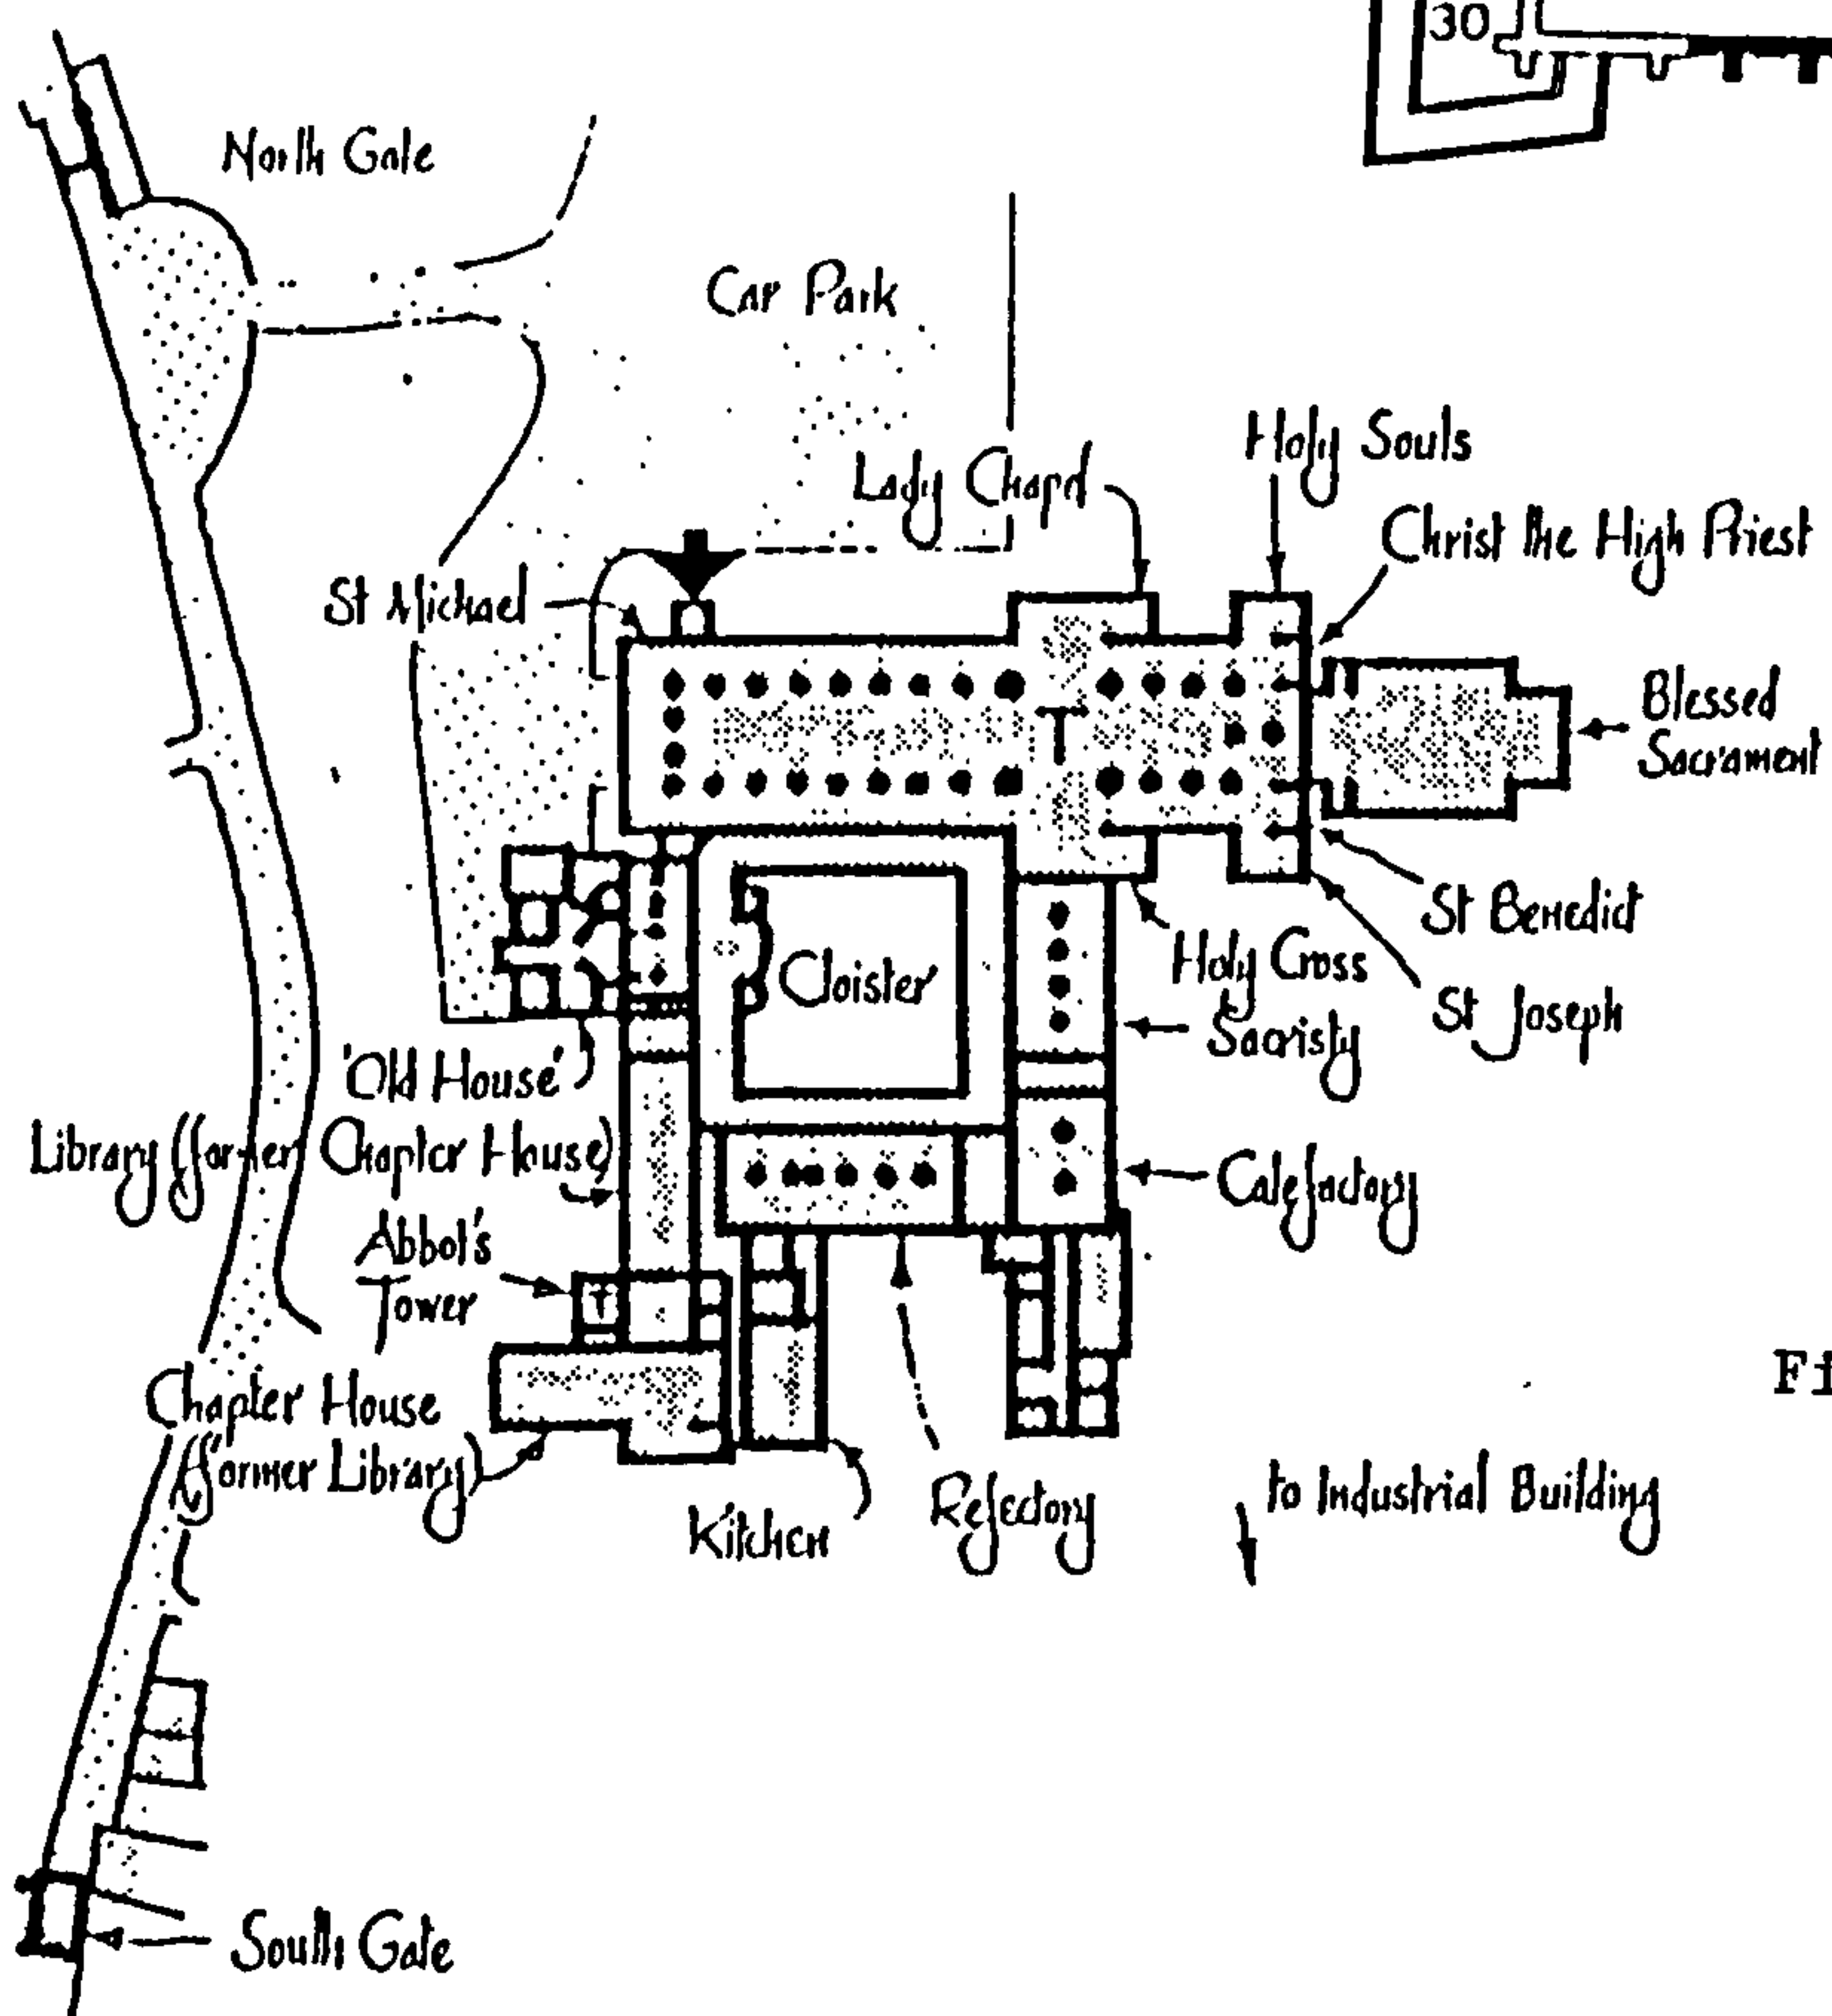 30
North Gate
Car Park
Holy Souls
Lady Chapel
Christ the High Priest
St Michael
Blessed
Sacrament
St Benedict
Holy Cross
Cloister
St Joseph
Sacristy
'Old House'
Library (former Chapter House)
Calefactory
Abbot's
Tower
Fi
Chapter House
(former Library)
to Industrial Building
Refectory
Kitchen
South Gate